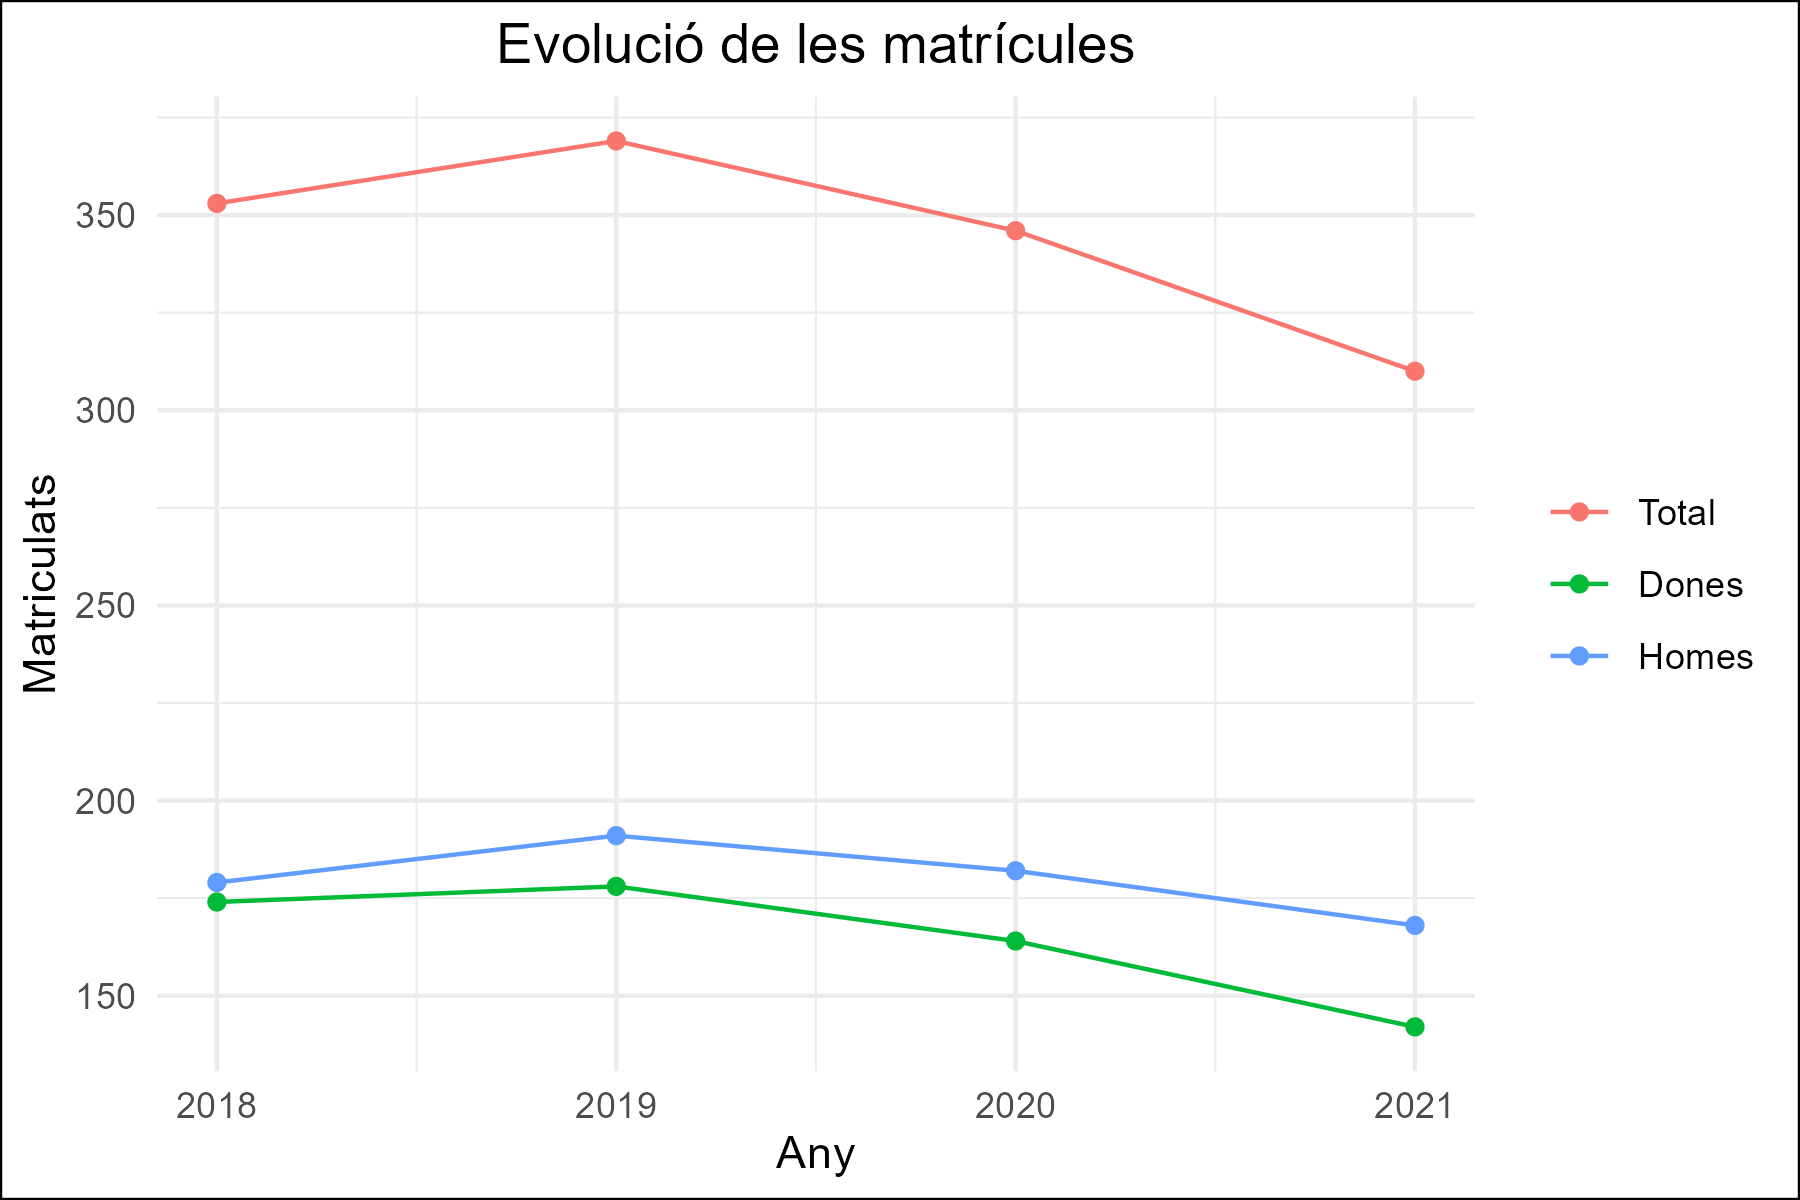 Evolució de les matrícules
Matriculats
350
300
250
200
150
2018 2019 2020 2021
Any
Total
Dones
Homes